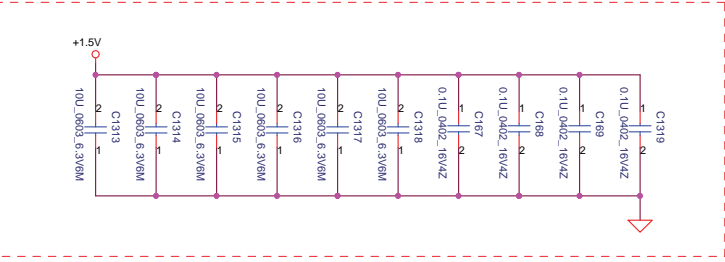 +1.5V
10U_0603_6.3V6M
2
1
C1313
10U_0603_6.3V6M
2
1
C1314
10U_0603_6.3V6M
2
1
C1315
10U_0603_6.3V6M
2
1
C1316
10U_0603_6.3V6M
2
1
C1317
10U_0603_6.3V6M
2
1
C1318
0.1U_0402_16V4Z
1
2
C167
0.1U_0402_16V4Z
1
2
C168
0.1U_0402_16V4Z
1
2
C169
0.1U_0402_16V4Z
1
2
C1319